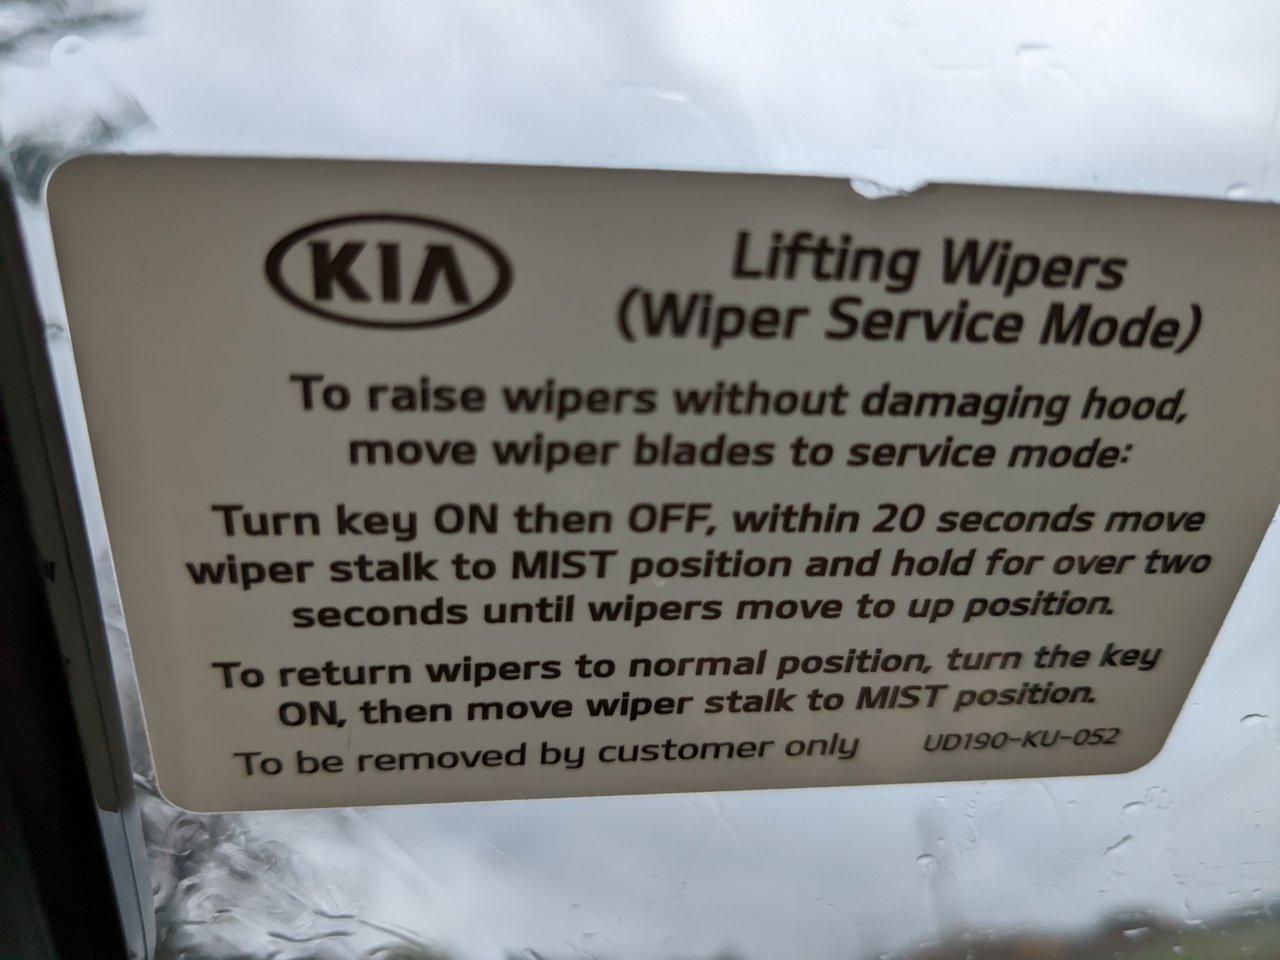 KIA
Lifting Wipers
(Wiper Service Mode)
To raise wipers without damaging hood,
move wiper blades to service mode:
Turn key ON then OFF, within 20 seconds move
wiper stalk to MIST position and hold for over two
seconds until wipers move to up position.
To return wipers to normal position, turn the key
ON, then move wiper stalk to MIST position.
To be removed by customer only UD190-KU-052